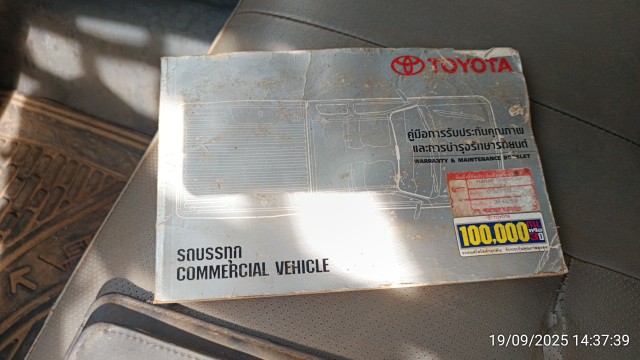 TOYOTA
คู่มือการรับประกันคุณภาพ
และการบำรุงรักษารถยนต์
WARRANTY & MAINTENANCE BOOKLET
100,000
รถบรรทุก
COMMERCIAL VEHICLE
19/09/2025 14:37:39